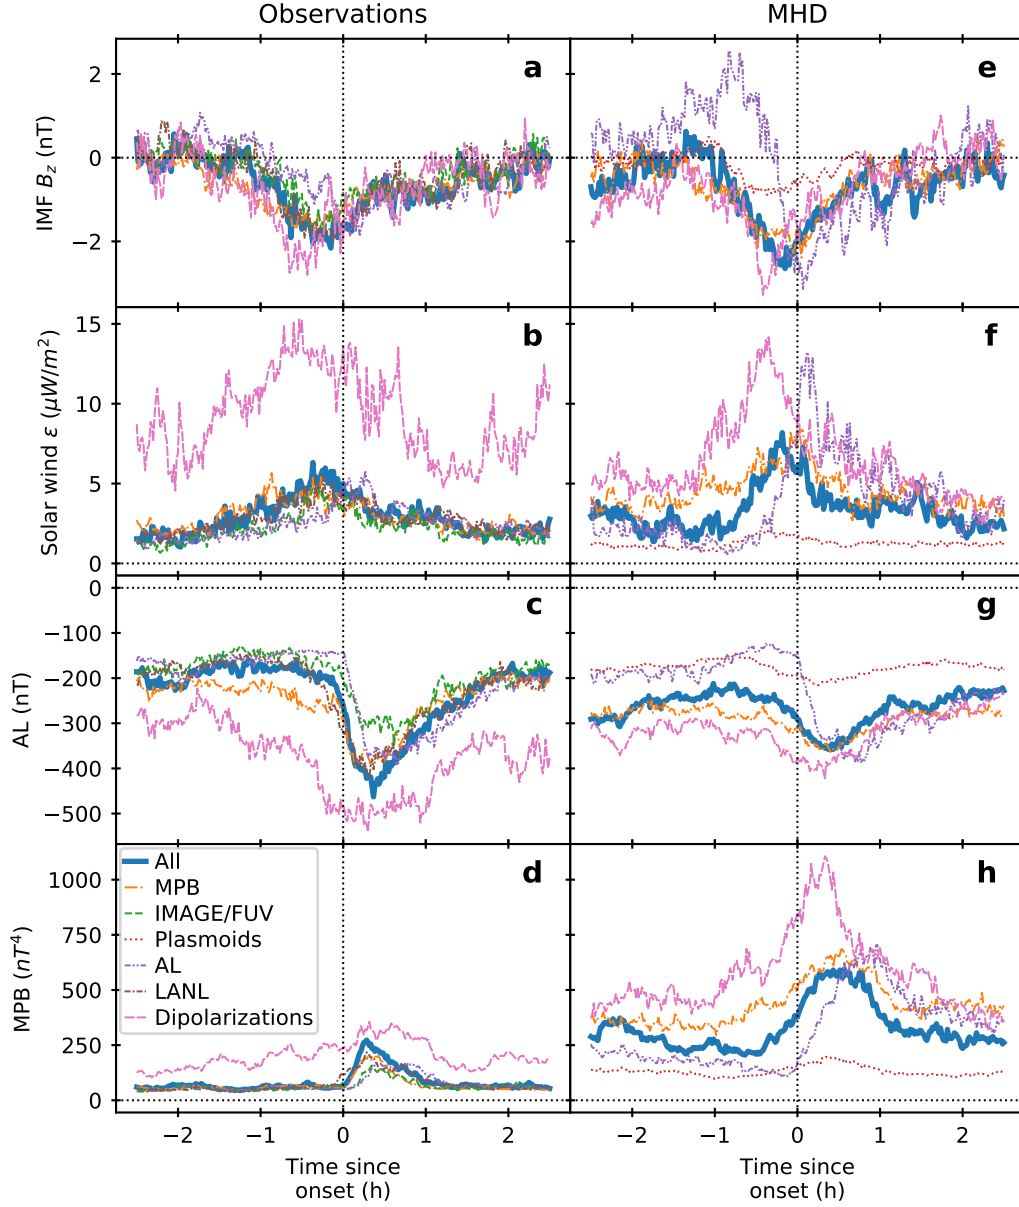 Observations
MHD
a
e
IMF B_z (nT)
2
0
−2
b
f
Solar wind ε (μW/m²)
15
10
5
0
c
g
AL (nT)
0
−100
−200
−300
−400
−500
d
h
MPB (nT⁴)
1000
750
500
250
0
All
MPB
IMAGE/FUV
Plasmoids
AL
LANL
Dipolarizations
−2 −1 0 1 2
−2 −1 0 1 2
Time since
onset (h)
Time since
onset (h)